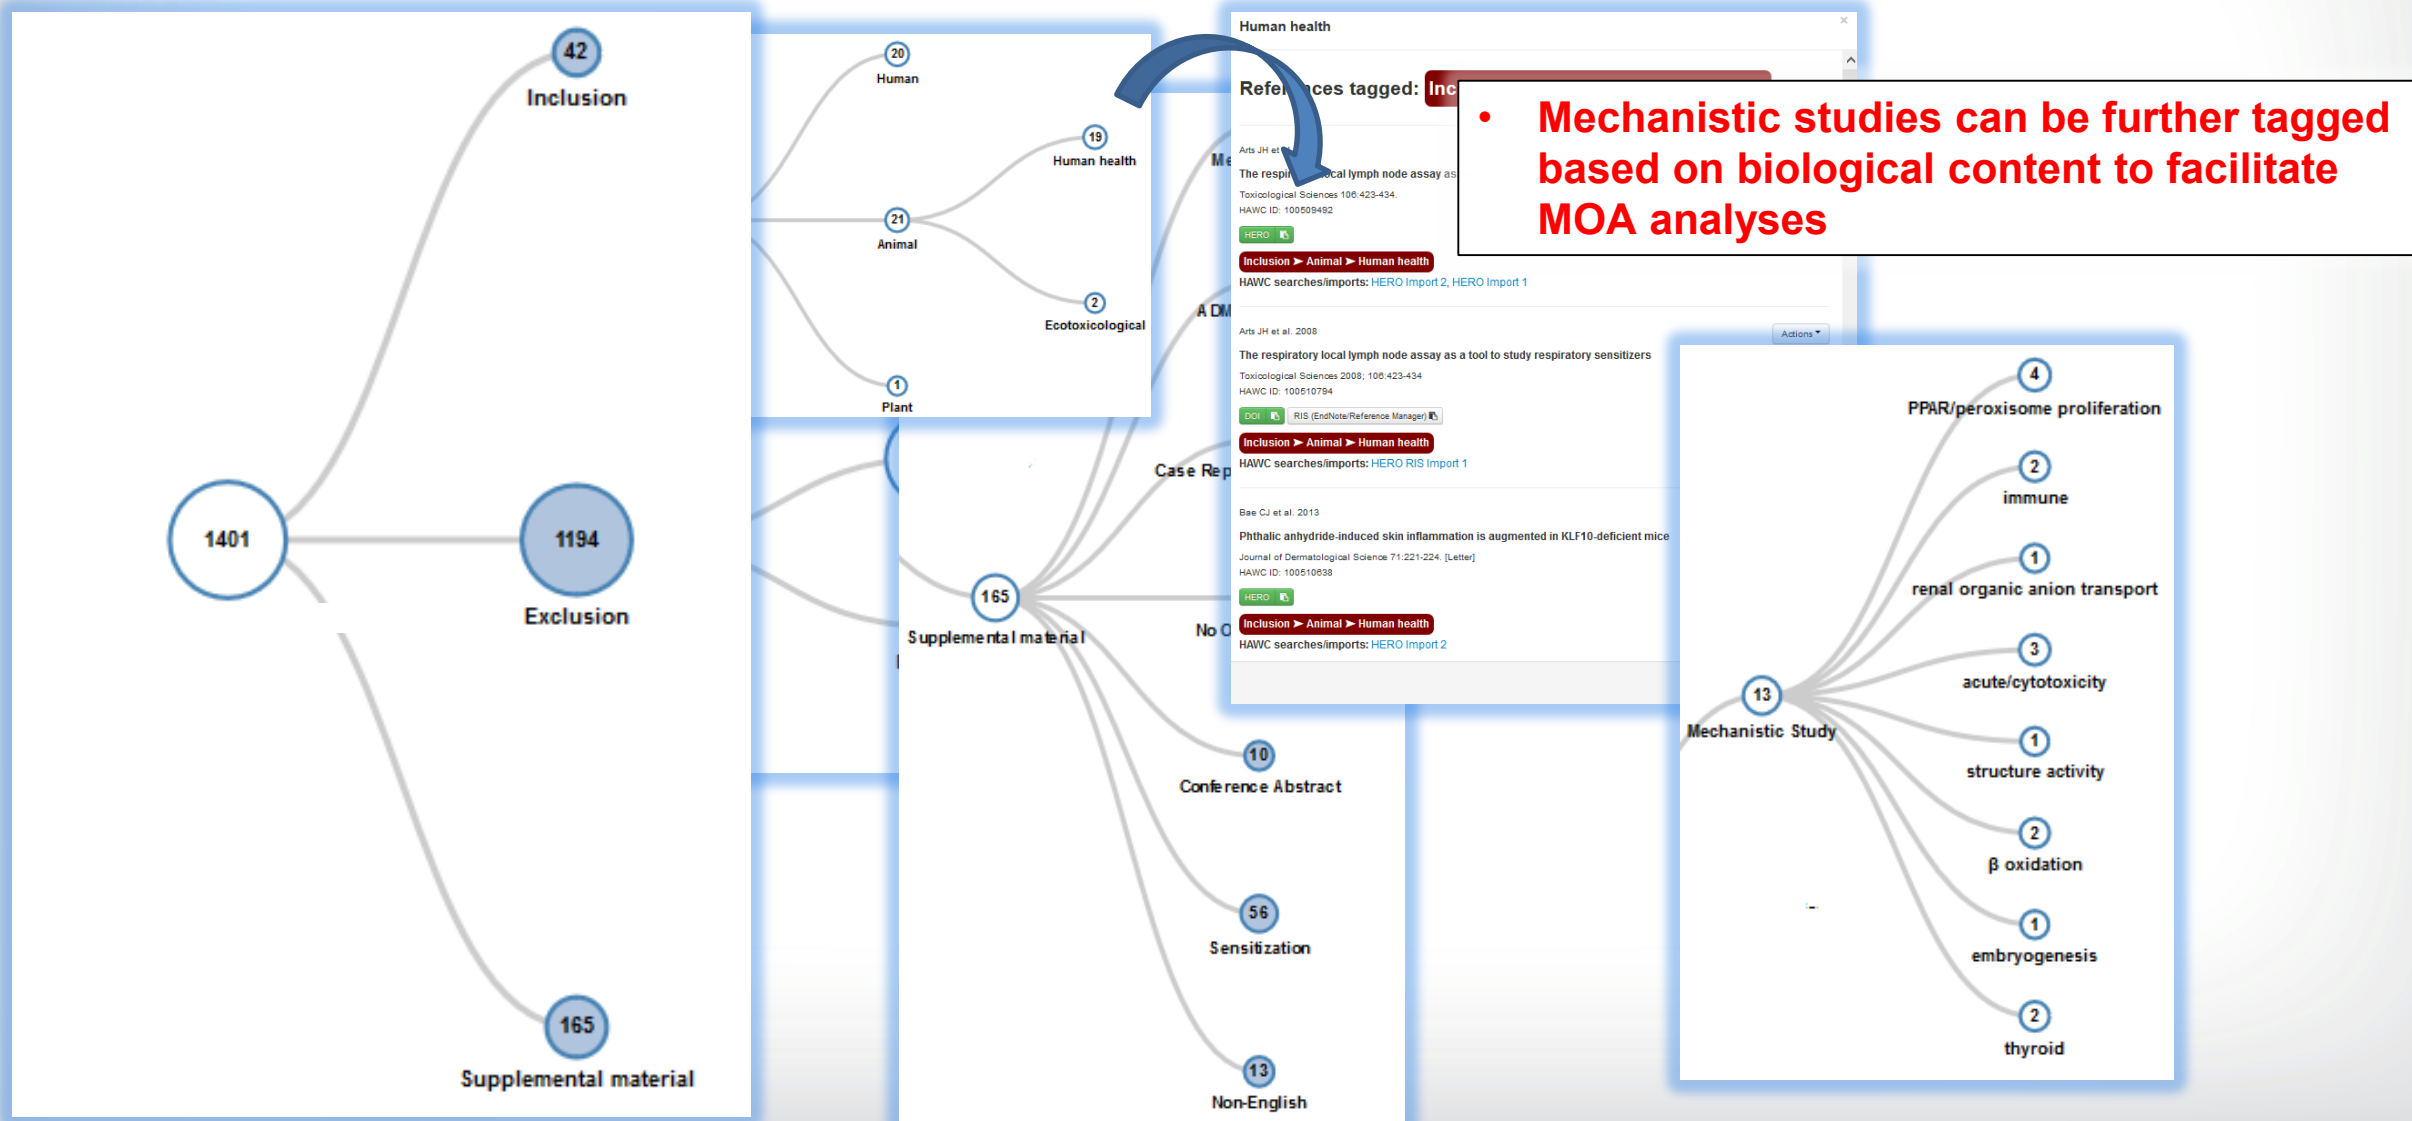 42
Inclusion
1401
1194
Exclusion
165
Supplemental material
20
Human
19
Human health
21
Animal
2
Ecotoxicological
1
Plant
165
Supplemental material
Case Rep
10
Conference Abstract
56
Sensitization
13
Non-English
Human health
×
References tagged: Inc
Arts JH et
The respi local lymph node assay as
Toxicological Sciences 106:423-434.
HAWC ID: 100509492
HERO
Inclusion ➤ Animal ➤ Human health
HAWC searches/imports: HERO Import 2, HERO Import 1
Arts JH et al. 2008
Actions
The respiratory local lymph node assay as a tool to study respiratory sensitizers
Toxicological Sciences 2008; 106:423-434
HAWC ID: 100510794
DOI RIS (EndNote/Reference Manager)
Inclusion ➤ Animal ➤ Human health
HAWC searches/imports: HERO RIS Import 1
Bae CJ et al. 2013
Phthalic anhydride-induced skin inflammation is augmented in KLF10-deficient mice
Journal of Dermatological Science 71:221-224. [Letter]
HAWC ID: 100510638
HERO
Inclusion ➤ Animal ➤ Human health
HAWC searches/imports: HERO Import 2
• Mechanistic studies can be further tagged
based on biological content to facilitate
MOA analyses
4
PPAR/peroxisome proliferation
2
immune
1
renal organic anion transport
3
acute/cytotoxicity
13
Mechanistic Study
1
structure activity
2
β oxidation
1
embryogenesis
2
thyroid